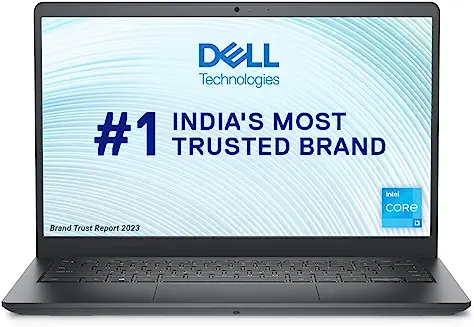 DELL
Technologies
#1 INDIA'S MOST
TRUSTED BRAND
intel
CORE
i3
Brand Trust Report 2023